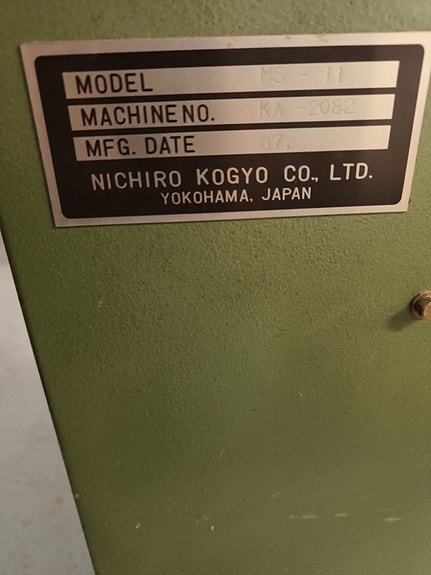 MODEL MS - 11
MACHINE NO. KA -2082
MFG. DATE 87,
NICHIRO KOGYO CO., LTD.
YOKOHAMA, JAPAN